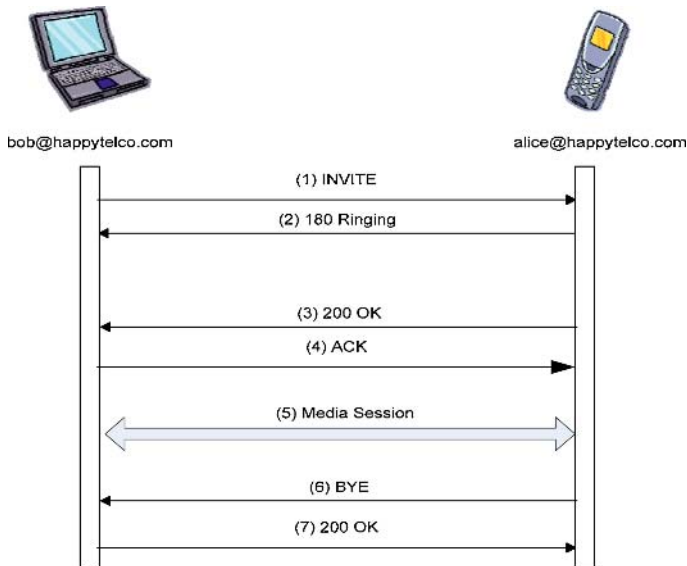 bob@happytelco.com
alice@happytelco.com
(1) INVITE
(2) 180 Ringing
(3) 200 OK
(4) ACK
(5) Media Session
(6) BYE
(7) 200 OK